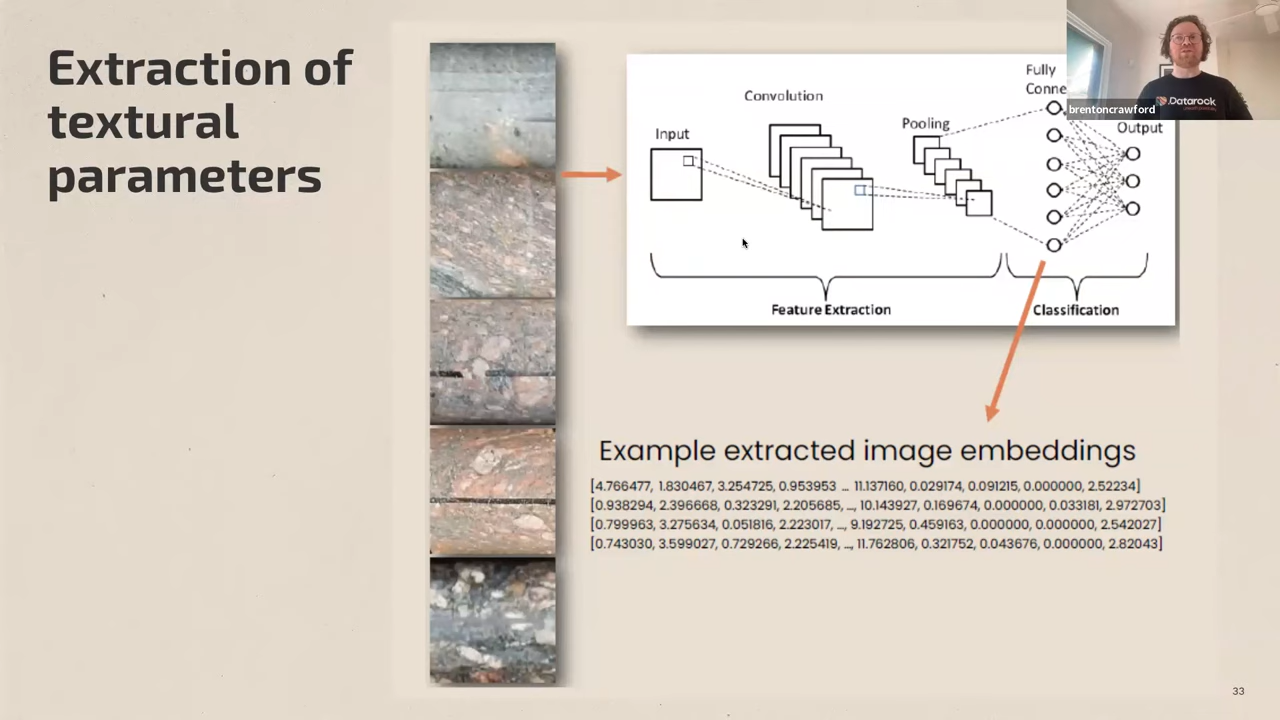 Extraction of
textural
parameters
Input
Convolution
Pooling
Fully
Conne
Output
Feature Extraction
Classification
Datarock
brentoncrawford
Example extracted image embeddings
[4.766477, 1.830467, 3.254725, 0.953953 ... 11.137160, 0.029174, 0.091215, 0.000000, 2.52234]
[0.938294, 2.396668, 0.323291, 2.205685, ..., 10.143927, 0.169674, 0.000000, 0.033181, 2.972703]
[0.799963, 3.275634, 0.051816, 2.223017, ..., 9.192725, 0.459163, 0.000000, 0.000000, 2.542027]
[0.743030, 3.599027, 0.729266, 2.225419, ..., 11.762806, 0.321752, 0.043676, 0.000000, 2.82043]
33